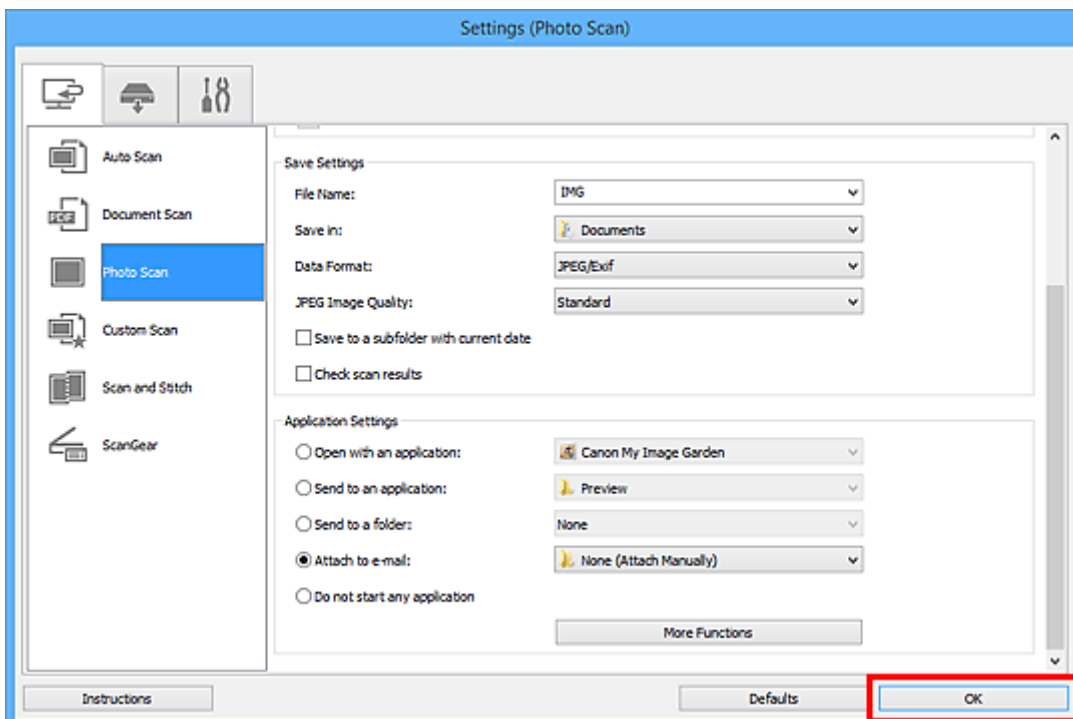 Settings (Photo Scan)
Auto Scan
PDF
Document Scan
Photo Scan
Custom Scan
Scan and Stitch
ScanGear
Save Settings
File Name: IMG
Save in: Documents
Data Format: JPEG/Exif
JPEG Image Quality: Standard
Save to a subfolder with current date
Check scan results
Application Settings
Open with an application: Canon My Image Garden
Send to an application: Preview
Send to a folder: None
Attach to e-mail: None (Attach Manually)
Do not start any application
More Functions
Instructions Defaults OK